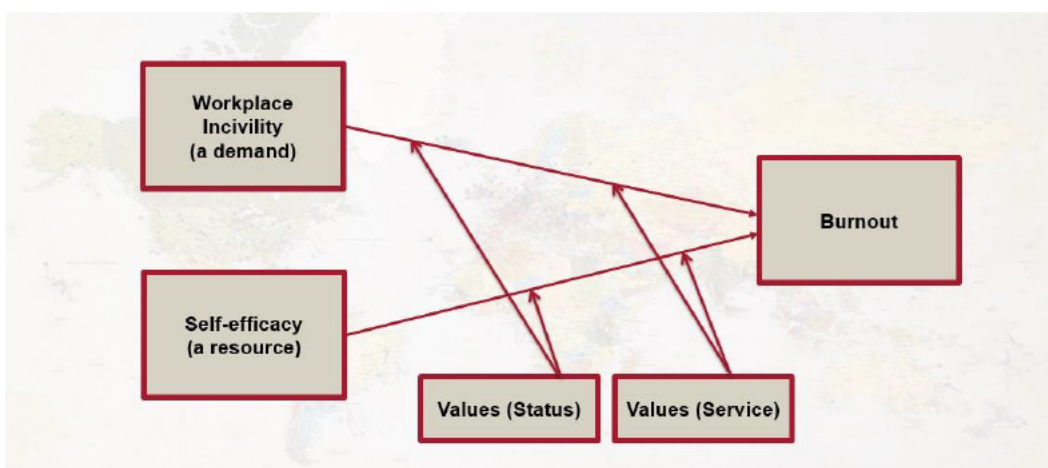 Workplace
Incivility
(a demand)
Burnout
Self-efficacy
(a resource)
Values (Status)
Values (Service)